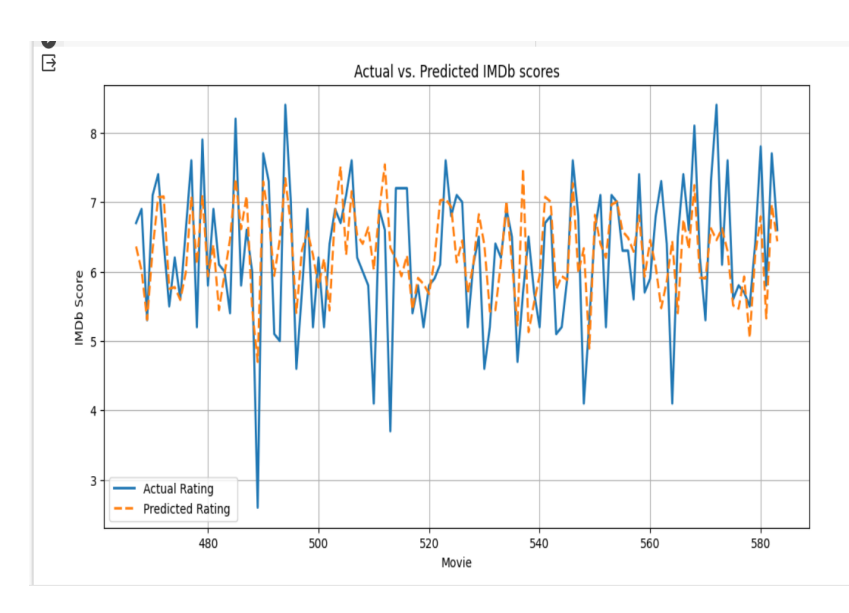 Actual vs. Predicted IMDb scores
8
7
6
5
4
3
IMDb Score
Actual Rating
Predicted Rating
480 500 520 540 560 580
Movie